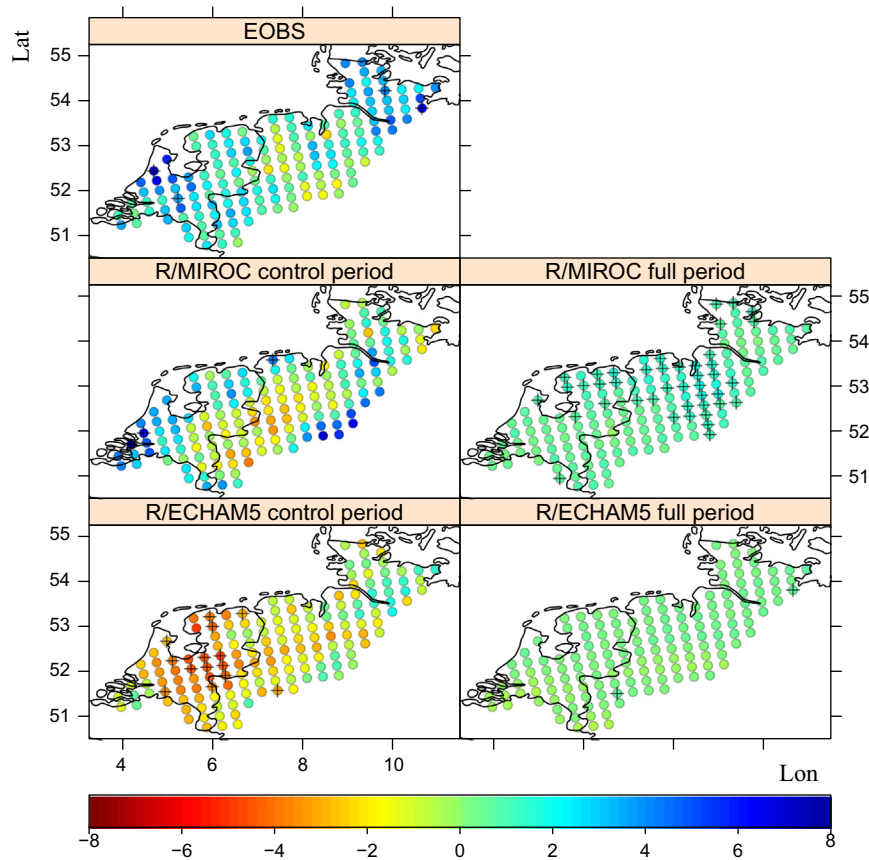 EOBS
Lat
55
54
53
52
51
R/MIROC control period
R/MIROC full period
55
54
53
52
51
R/ECHAM5 control period
R/ECHAM5 full period
55
54
53
52
51
4 6 8 10
Lon
−8 −6 −4 −2 0 2 4 6 8